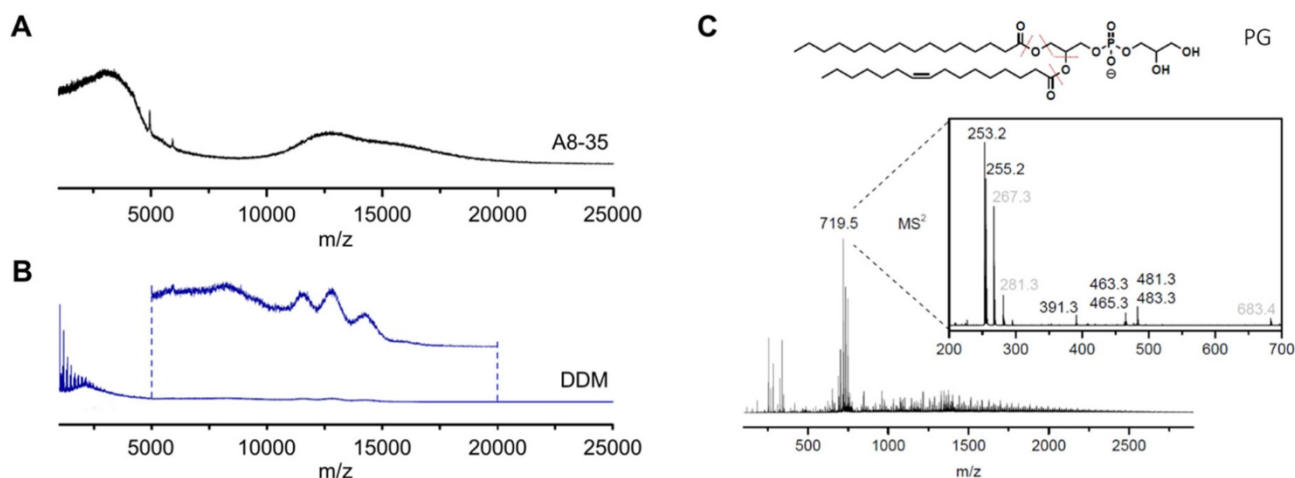 A
A8-35
5000 10000 15000 20000 25000
m/z
B
DDM
5000 10000 15000 20000 25000
m/z
C
O
O
O
O
P
O
O
O
⊖
O
OH
OH
PG
719.5
MS2
253.2
255.2
267.3
281.3
391.3
463.3
465.3
481.3
483.3
683.4
200 300 400 500 600 700
500 1000 1500 2000 2500
m/z